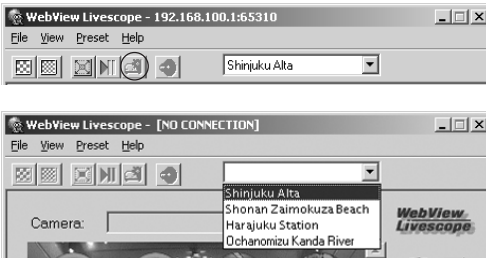 WebView Livescope - 192.168.100.1:65310
File View Preset Help
Shinjuku Alta
WebView Livescope - [NO CONNECTION]
File View Preset Help
Shinjuku Alta
Shonan Zaimokuza Beach
Harajuku Station
Ochanomizu Kanda River
Camera:
WebView
Livescope